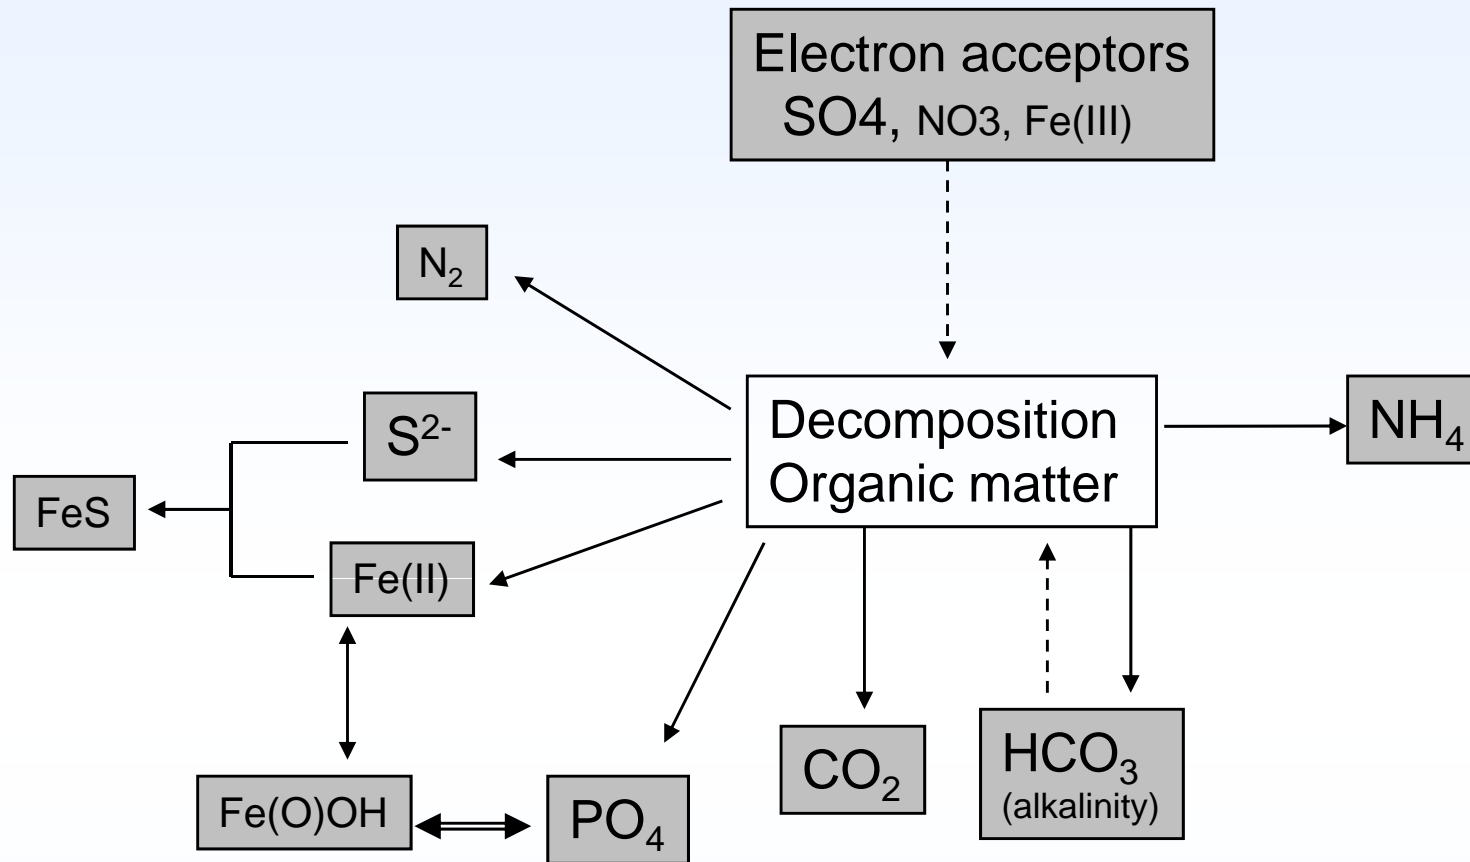 Electron acceptors
SO4, NO3, Fe(III)
N₂
Decomposition
Organic matter
NH₄
S²⁻
FeS
Fe(II)
Fe(O)OH
PO₄
CO₂
HCO₃
(alkalinity)